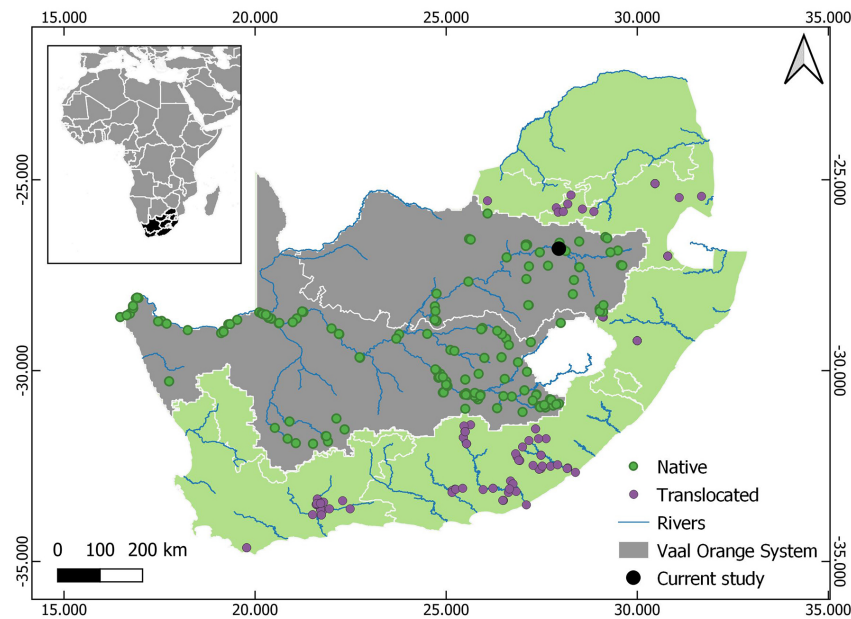 15.000 20.000 25.000 30.000 35.000
-25.000 -25.000
-30.000 -30.000
-35.000 -35.000
Native
Translocated
Rivers
Vaal Orange System
Current study
0 100 200 km
15.000 20.000 25.000 30.000 35.000